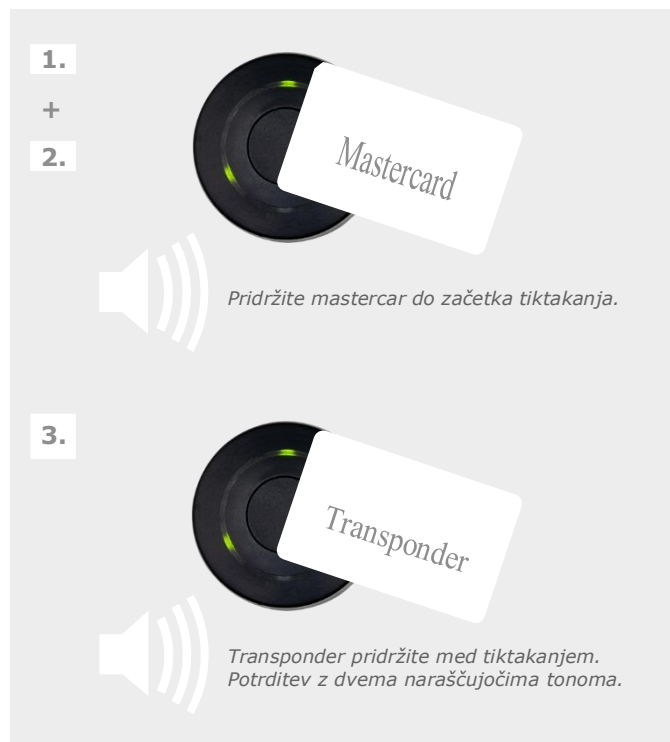 1.
+
2.
Mastercard
Pridržite mastercar do začetka tiktakanja.
3.
Transponder
Transponder pridržite med tiktakanjem.
Potrditev z dvema naraščujočima tonoma.